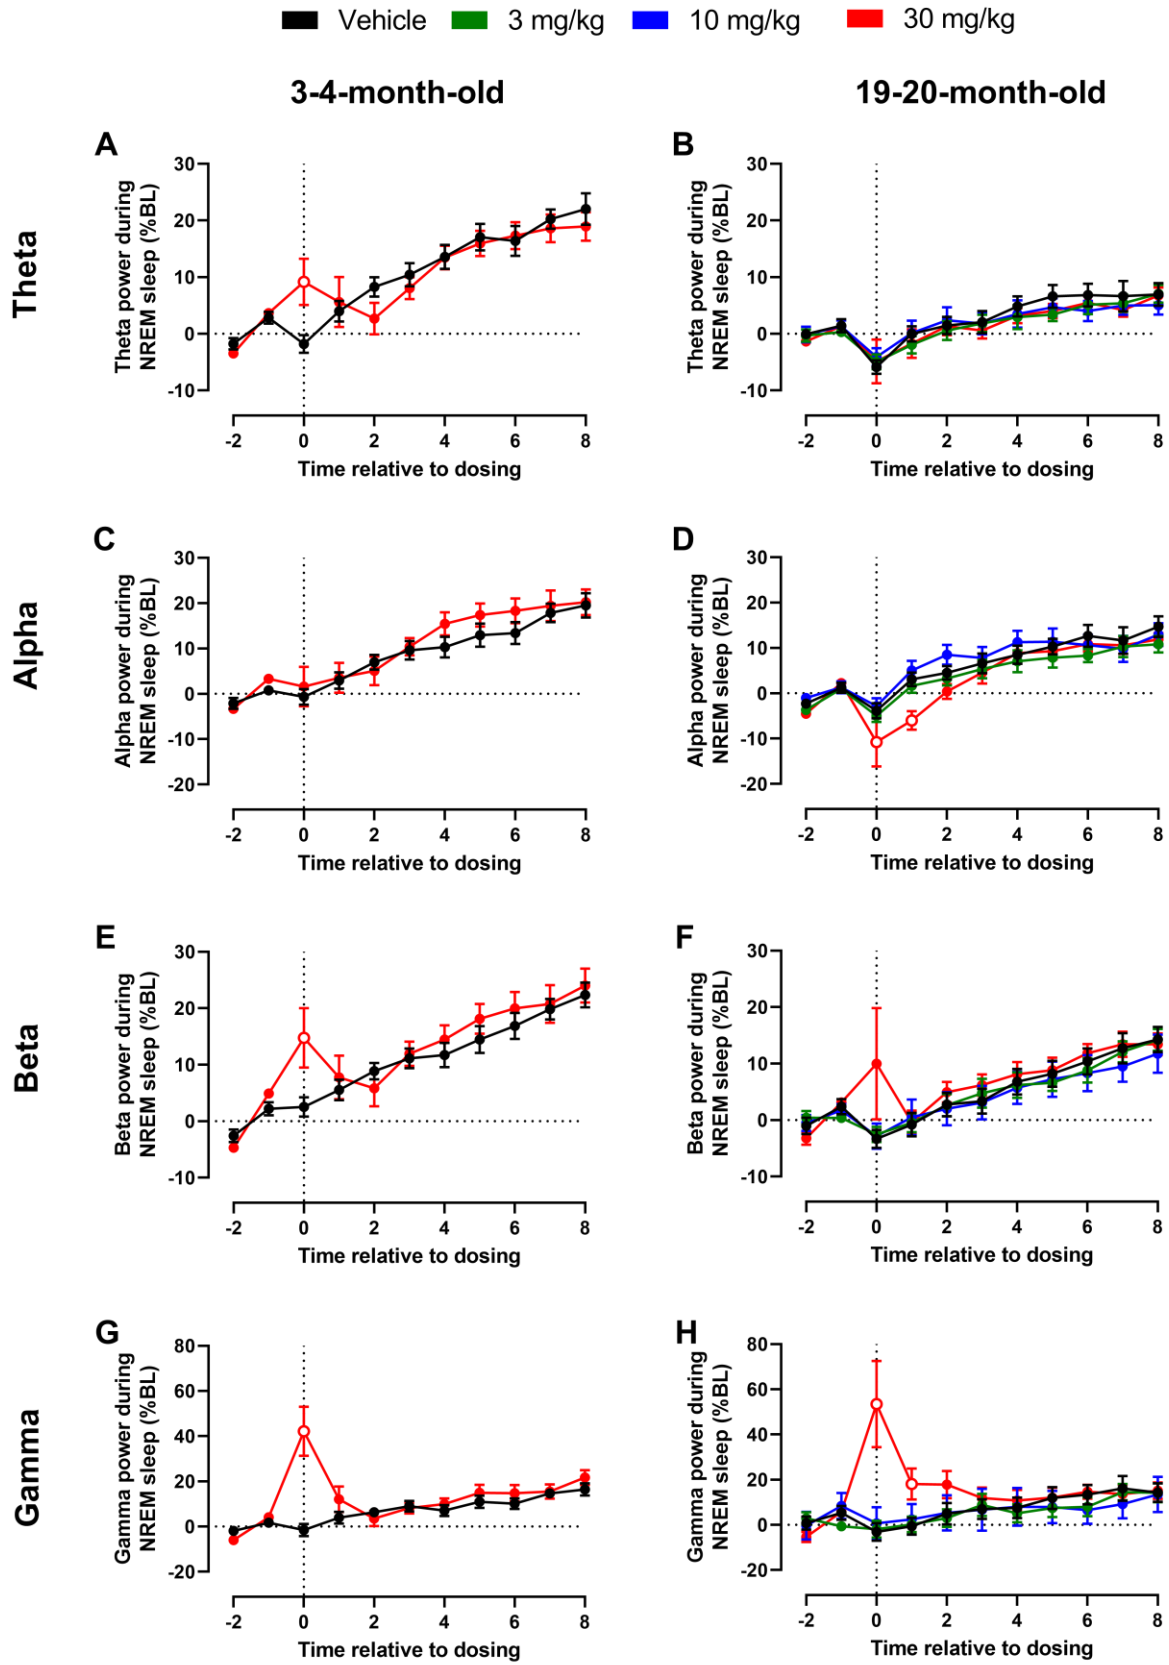 Vehicle 3 mg/kg 10 mg/kg 30 mg/kg
3-4-month-old 19-20-month-old
Theta
A
Theta power during
NREM sleep (%BL)
30
20
10
0
-10
-2 0 2 4 6 8
Time relative to dosing
B
Theta power during
NREM sleep (%BL)
30
20
10
0
-10
-2 0 2 4 6 8
Time relative to dosing
Alpha
C
Alpha power during
NREM sleep (%BL)
30
20
10
0
-10
-20
-2 0 2 4 6 8
Time relative to dosing
D
Alpha power during
NREM sleep (%BL)
30
20
10
0
-10
-20
-2 0 2 4 6 8
Time relative to dosing
Beta
E
Beta power during
NREM sleep (%BL)
30
20
10
0
-10
-2 0 2 4 6 8
Time relative to dosing
F
Beta power during
NREM sleep (%BL)
30
20
10
0
-10
-2 0 2 4 6 8
Time relative to dosing
Gamma
G
Gamma power during
NREM sleep (%BL)
80
60
40
20
0
-20
-2 0 2 4 6 8
Time relative to dosing
H
Gamma power during
NREM sleep (%BL)
80
60
40
20
0
-20
-2 0 2 4 6 8
Time relative to dosing